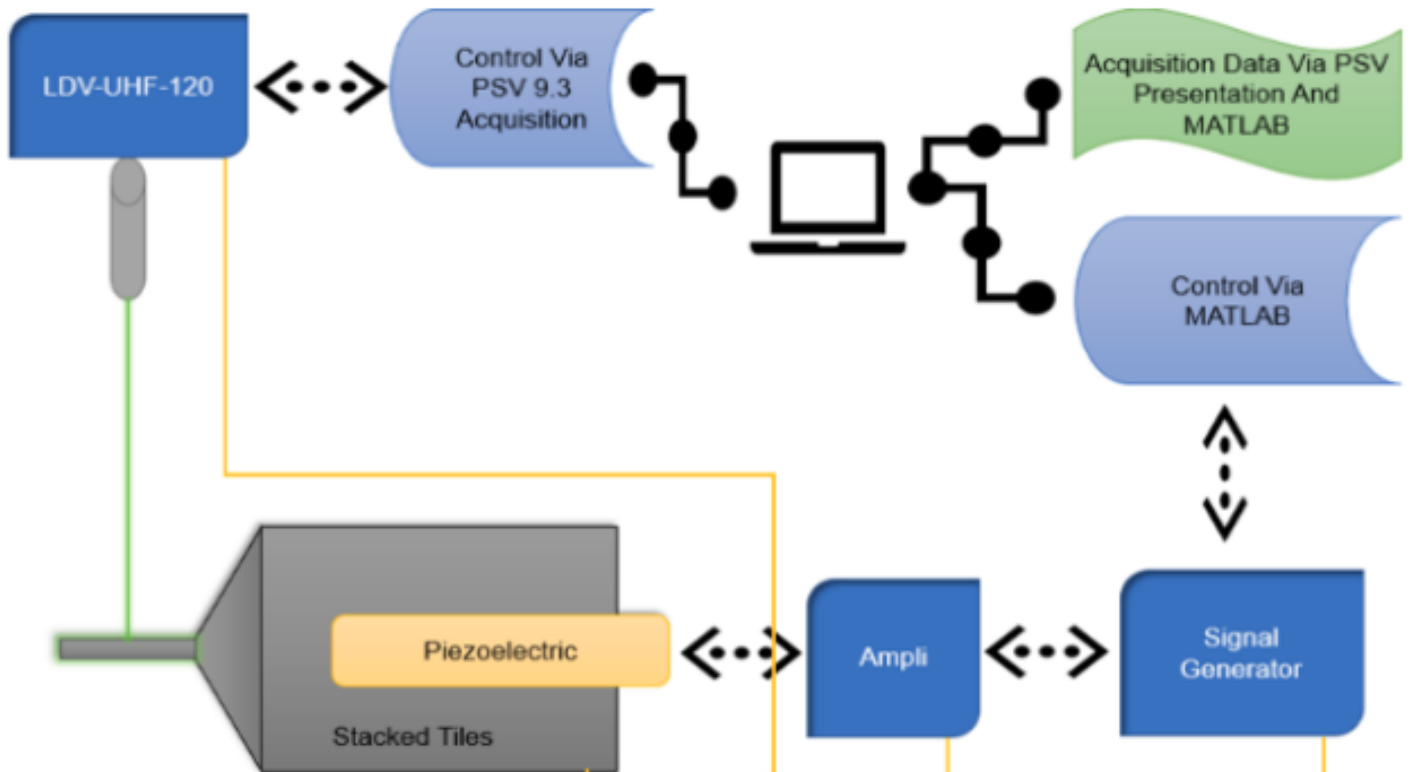 LDV-UHF-120
Control Via
PSV 9.3
Acquisition
Acquisition Data Via PSV
Presentation And
MATLAB
Control Via
MATLAB
Piezoelectric
Ampli
Signal
Generator
Stacked Tiles